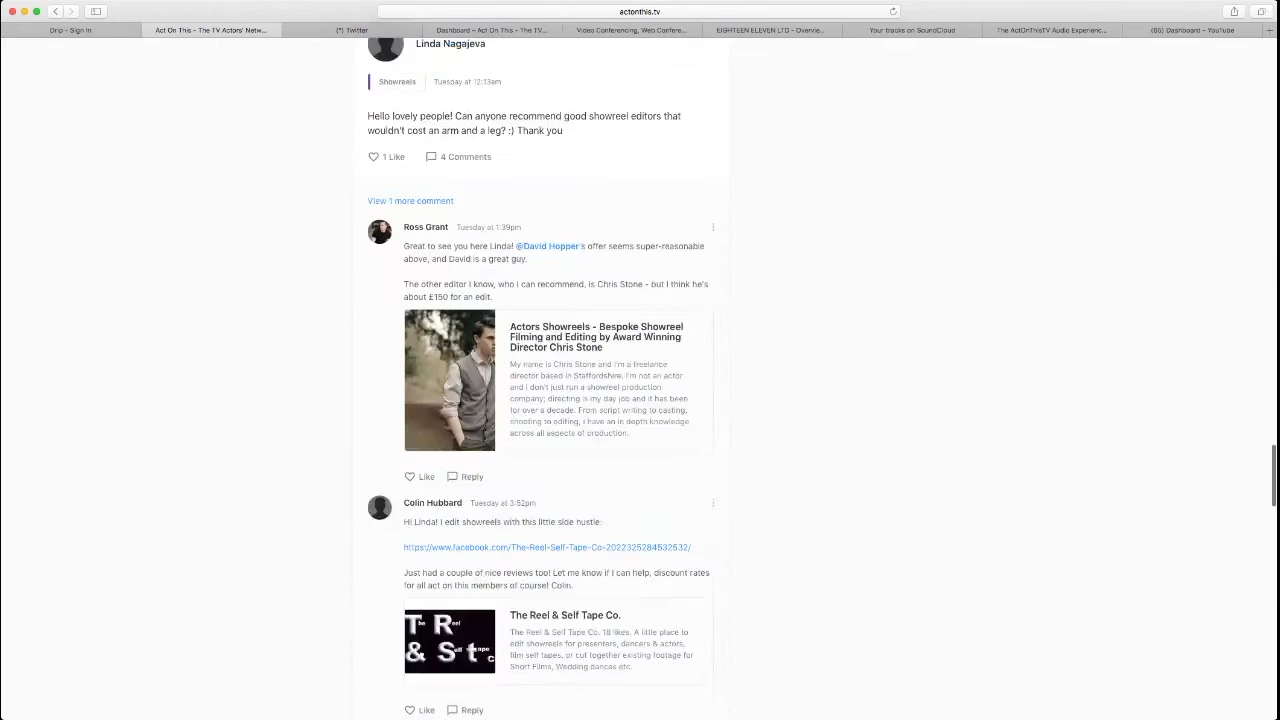 actonthis.tv
Drip - Sign In
Act On This - The TV Actors' Netw...
(*) Twitter
Dashboard - Act On This - The TV...
Video Conferencing, Web Confere...
EIGHTEEN ELEVEN LTD - Overvie...
Your tracks on SoundCloud
The ActOnThisTV Audio Experienc...
(65) Dashboard - YouTube
Linda Nagajeva
Showreels
Tuesday at 12:13am
Hello lovely people! Can anyone recommend good showreel editors that
wouldn't cost an arm and a leg? :) Thank you
1 Like
4 Comments
View 1 more comment
Ross Grant Tuesday at 1:39pm
Great to see you here Linda! @David Hopper's offer seems super-reasonable
above, and David is a great guy.
The other editor I know, who I can recommend, is Chris Stone - but I think he's
about £150 for an edit.
Actors Showreels - Bespoke Showreel
Filming and Editing by Award Winning
Director Chris Stone
My name is Chris Stone and I'm a freelance
director based in Staffordshire. I'm not an actor
and I don't just run a showreel production
company; directing is my day job and it has been
for over a decade. From script writing to casting,
shooting to editing, I have an in depth knowledge
across all aspects of production.
Like
Reply
Colin Hubbard Tuesday at 3:52pm
Hi Linda! I edit showreels with this little side hustle:
https://www.facebook.com/The-Reel-Self-Tape-Co-2022325284532532/
Just had a couple of nice reviews too! Let me know if I can help, discount rates
for all act on this members of course! Colin.
The Reel
& Self Tape Co
The Reel & Self Tape Co.
The Reel & Self Tape Co. 18 likes. A little place to
edit showreels for presenters, dancers & actors,
film self tapes, or cut together existing footage for
Short Films, Wedding dances etc.
Like
Reply